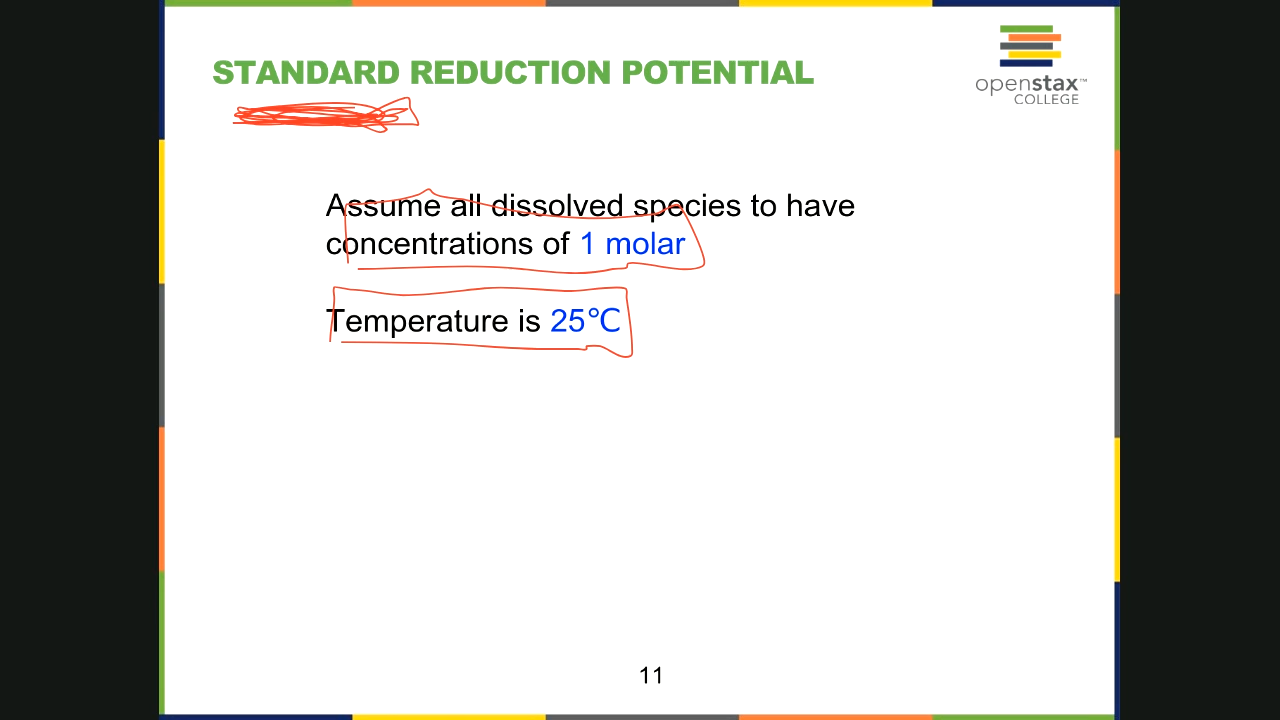 STANDARD REDUCTION POTENTIAL
openstax™
COLLEGE
Assume all dissolved species to have
concentrations of 1 molar
Temperature is 25℃
11